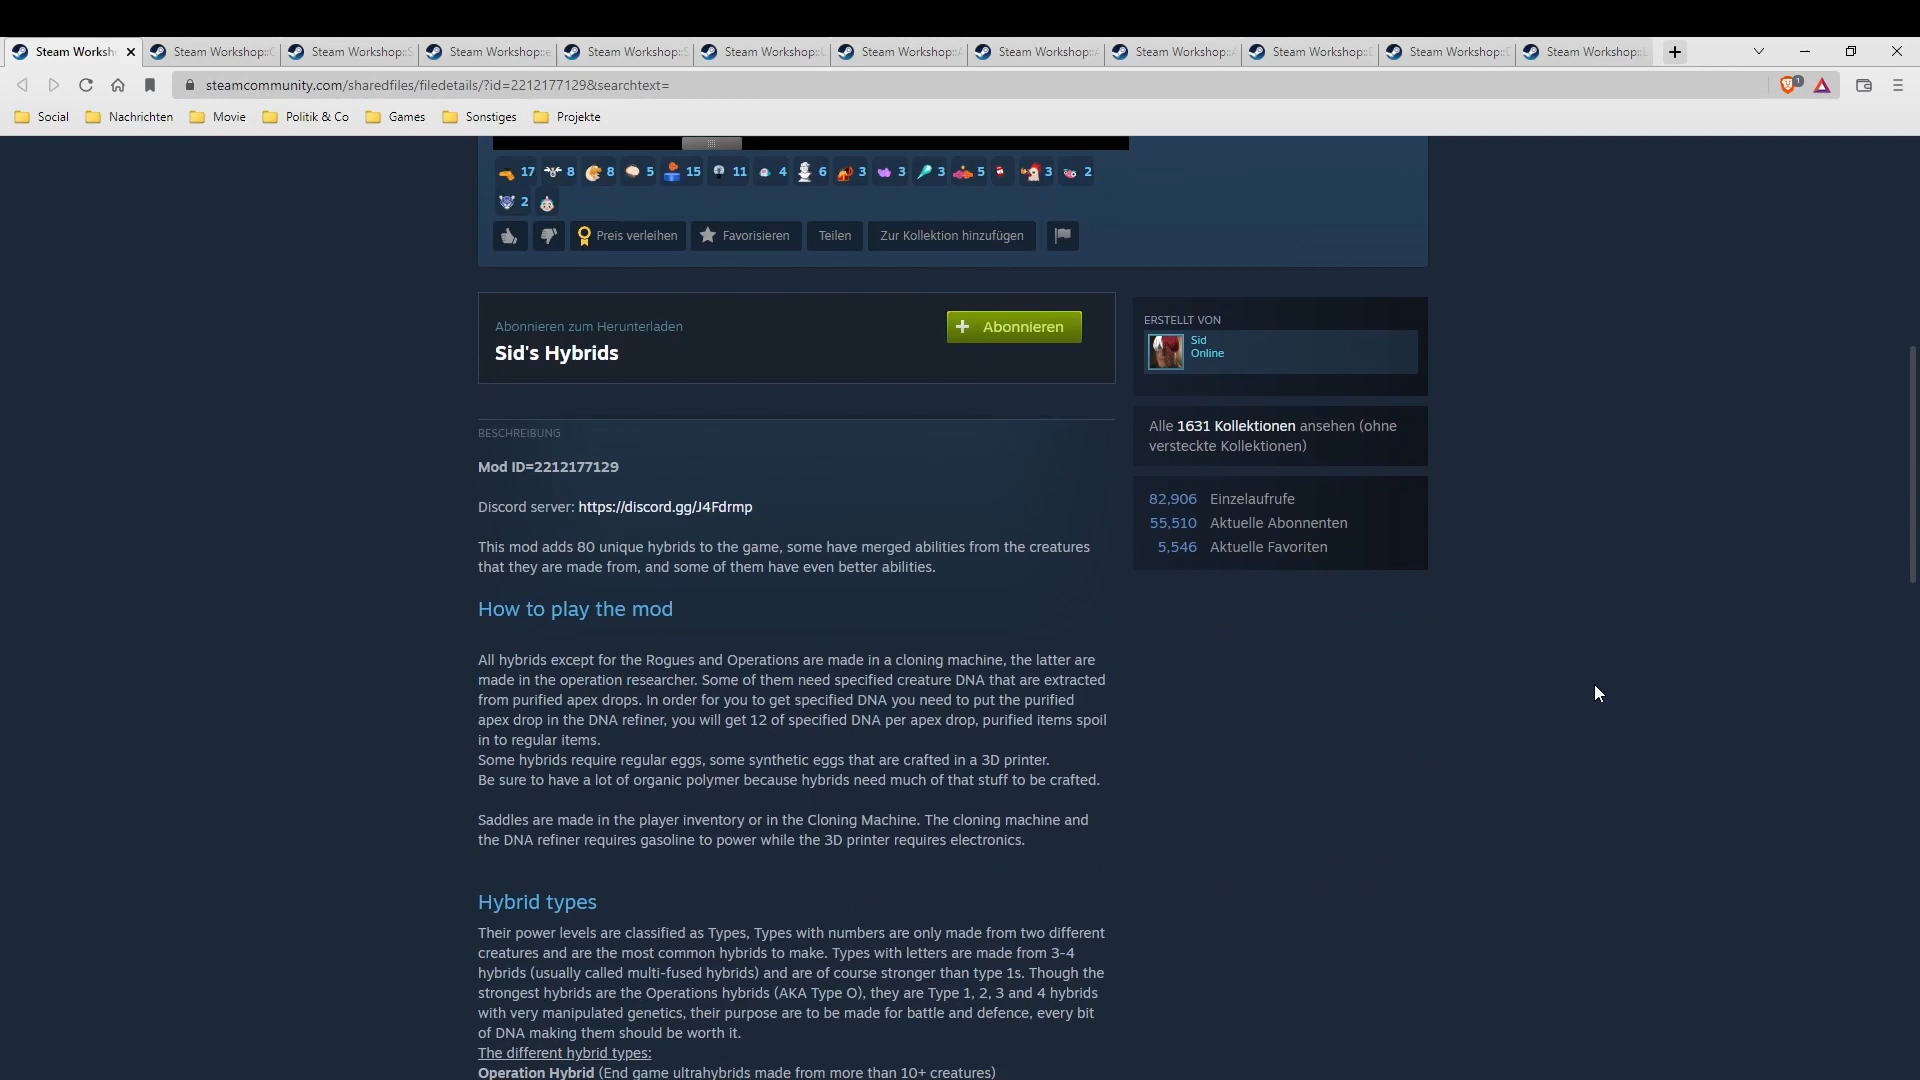 Steam Worksh
Steam Workshop::C
Steam Workshop::S
Steam Workshop::e
Steam Workshop::S
Steam Workshop::
Steam Workshop::A
Steam Workshop::A
Steam Workshop::A
Steam Workshop::
Steam Workshop::
Steam Workshop::
steamcommunity.com/sharedfiles/filedetails/?id=2212177129&searchtext=
1
Social Nachrichten Movie Politik & Co Games Sonstiges Projekte
17 8 8 5 15 11 4 6 3 3 3 5 3 2
2
Preis verleihen Favorisieren Teilen Zur Kollektion hinzufügen
Abonnieren zum Herunterladen
Sid's Hybrids
Abonnieren
BESCHREIBUNG
Mod ID=2212177129
Discord server: https://discord.gg/J4Fdrmp
This mod adds 80 unique hybrids to the game, some have merged abilities from the creatures
that they are made from, and some of them have even better abilities.
How to play the mod
All hybrids except for the Rogues and Operations are made in a cloning machine, the latter are
made in the operation researcher. Some of them need specified creature DNA that are extracted
from purified apex drops. In order for you to get specified DNA you need to put the purified
apex drop in the DNA refiner, you will get 12 of specified DNA per apex drop, purified items spoil
in to regular items.
Some hybrids require regular eggs, some synthetic eggs that are crafted in a 3D printer.
Be sure to have a lot of organic polymer because hybrids need much of that stuff to be crafted.
Saddles are made in the player inventory or in the Cloning Machine. The cloning machine and
the DNA refiner requires gasoline to power while the 3D printer requires electronics.
Hybrid types
Their power levels are classified as Types, Types with numbers are only made from two different
creatures and are the most common hybrids to make. Types with letters are made from 3-4
hybrids (usually called multi-fused hybrids) and are of course stronger than type 1s. Though the
strongest hybrids are the Operations hybrids (AKA Type O), they are Type 1, 2, 3 and 4 hybrids
with very manipulated genetics, their purpose are to be made for battle and defence, every bit
of DNA making them should be worth it.
The different hybrid types:
Operation Hybrid (End game ultrahybrids made from more than 10+ creatures)
ERSTELLT VON
Sid
Online
Alle 1631 Kollektionen ansehen (ohne
versteckte Kollektionen)
82,906 Einzelaufrufe
55,510 Aktuelle Abonnenten
5,546 Aktuelle Favoriten